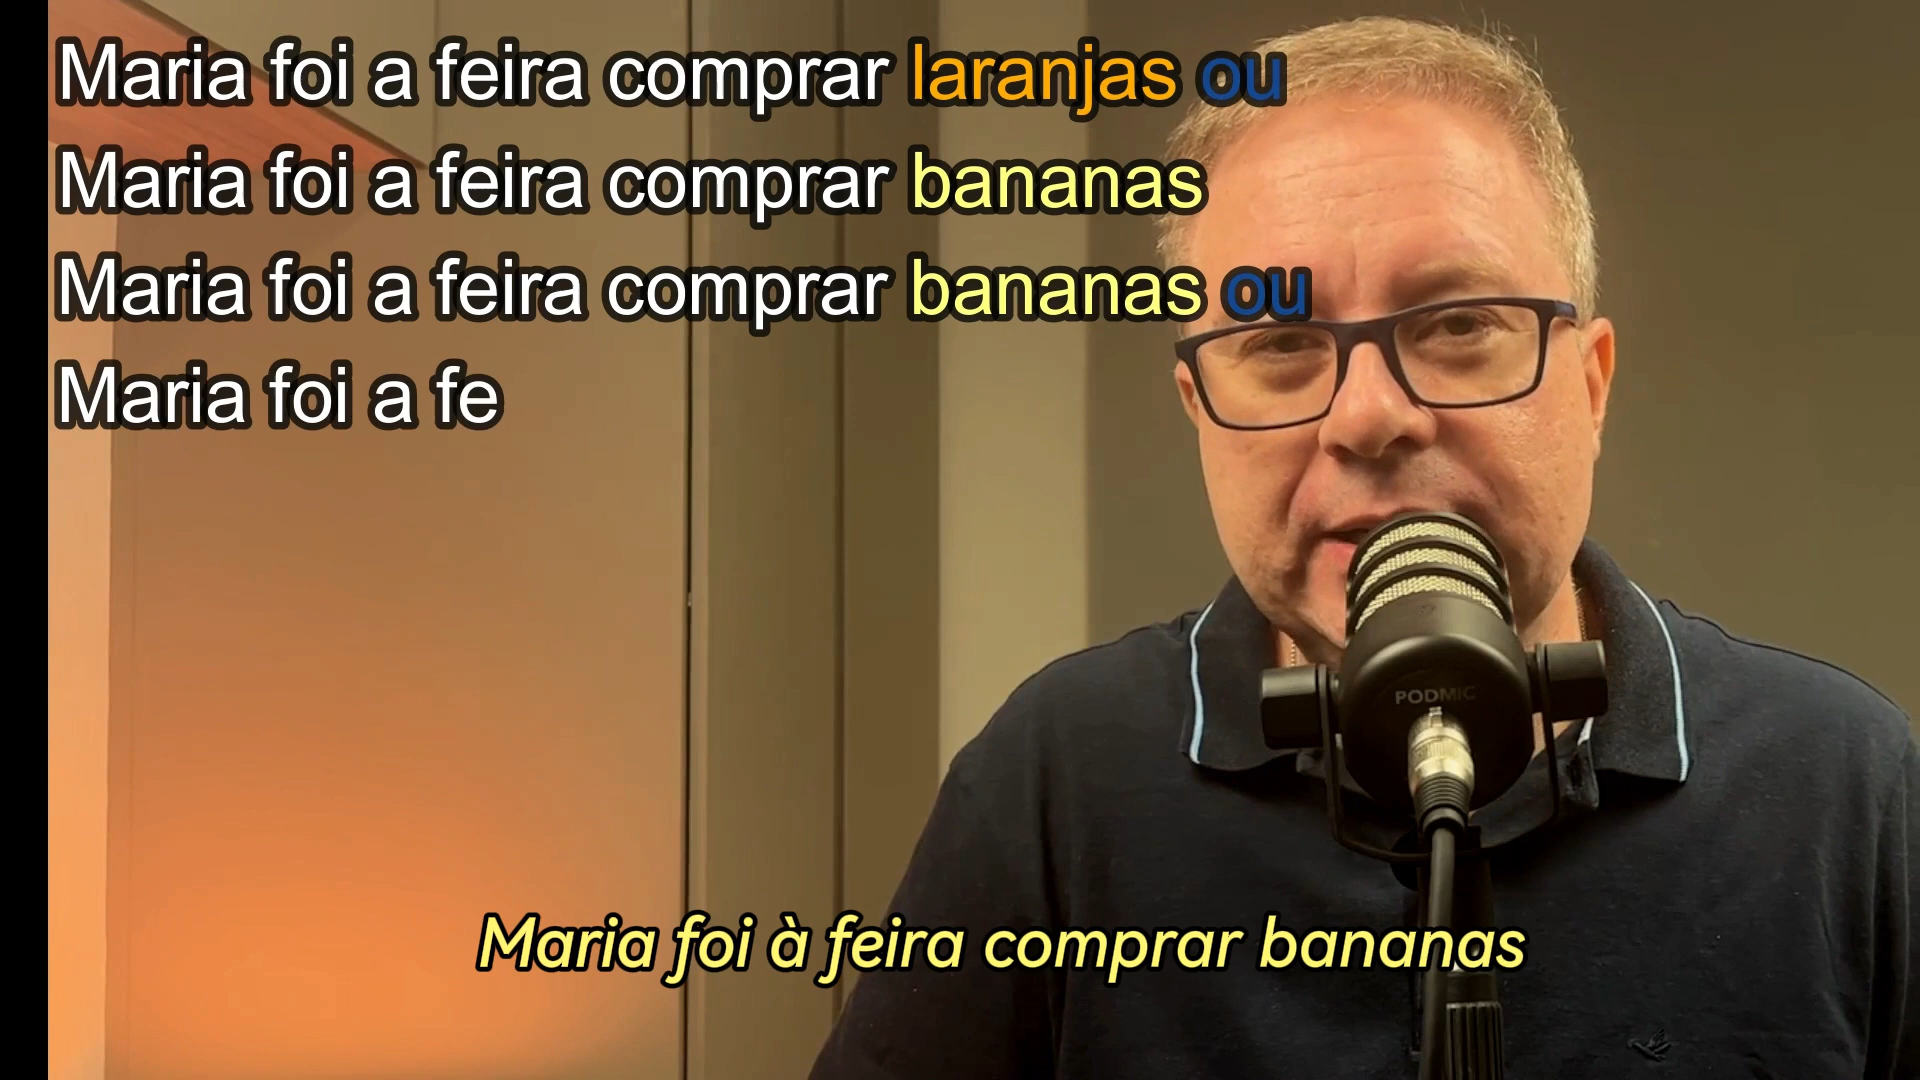 Maria foi a feira comprar laranjas ou
Maria foi a feira comprar bananas
Maria foi a feira comprar bananas ou
Maria foi a fe
PODMIC
Maria foi à feira comprar bananas